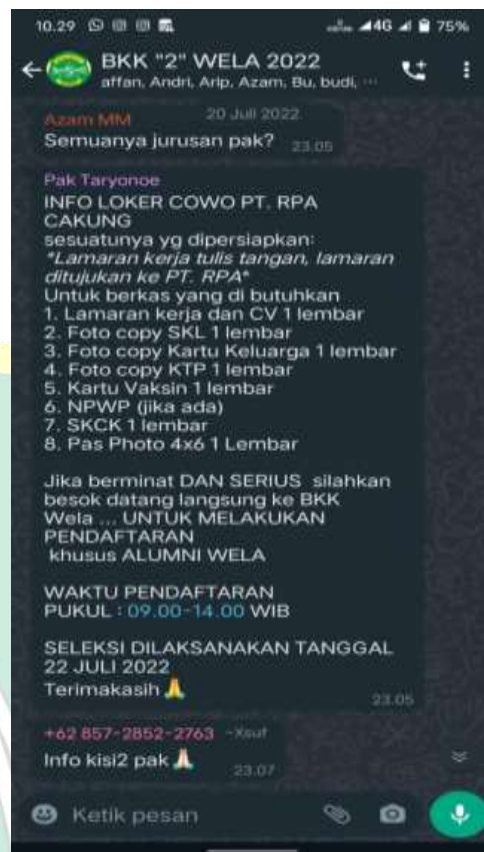 10.29 4G 75%
BKK "2" WELA 2022
affan, Andri, Arip, Azam, Bu, budi, ...
20 Juli 2022
Azam MM
Semuanya jurusan pak? 23.05
Pak Taryonoe
INFO LOKER COWO PT. RPA
CAKUNG
sesuatunya yg dipersiapkan:
*Lamaran kerja tulis tangan, lamaran
ditujukan ke PT. RPA*
Untuk berkas yang di butuhkan
1. Lamaran kerja dan CV 1 lembar
2. Foto copy SKL 1 lembar
3. Foto copy Kartu Keluarga 1 lembar
4. Foto copy KTP 1 lembar
5. Kartu Vaksin 1 lembar
6. NPWP (jika ada)
7. SKCK 1 lembar
8. Pas Photo 4x6 1 Lembar
Jika berminat DAN SERIUS silahkan
besok datang langsung ke BKK
Wela ... UNTUK MELAKUKAN
PENDAFTARAN
khusus ALUMNI WELA
WAKTU PENDAFTARAN
PUKUL : 09.00-14.00 WIB
SELEKSI DILAKSANAKAN TANGGAL
22 JULI 2022
Terimakasih 🙏 23.05
+62 857-2852-2763 ~Xsuf
Info kisi2 pak 🙏 23.07
Ketik pesan